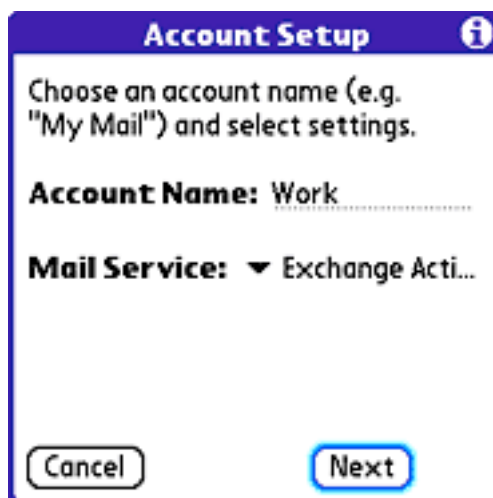 Account Setup
Choose an account name (e.g.
"My Mail") and select settings.
Account Name: Work
Mail Service: Exchange Acti...
Cancel Next